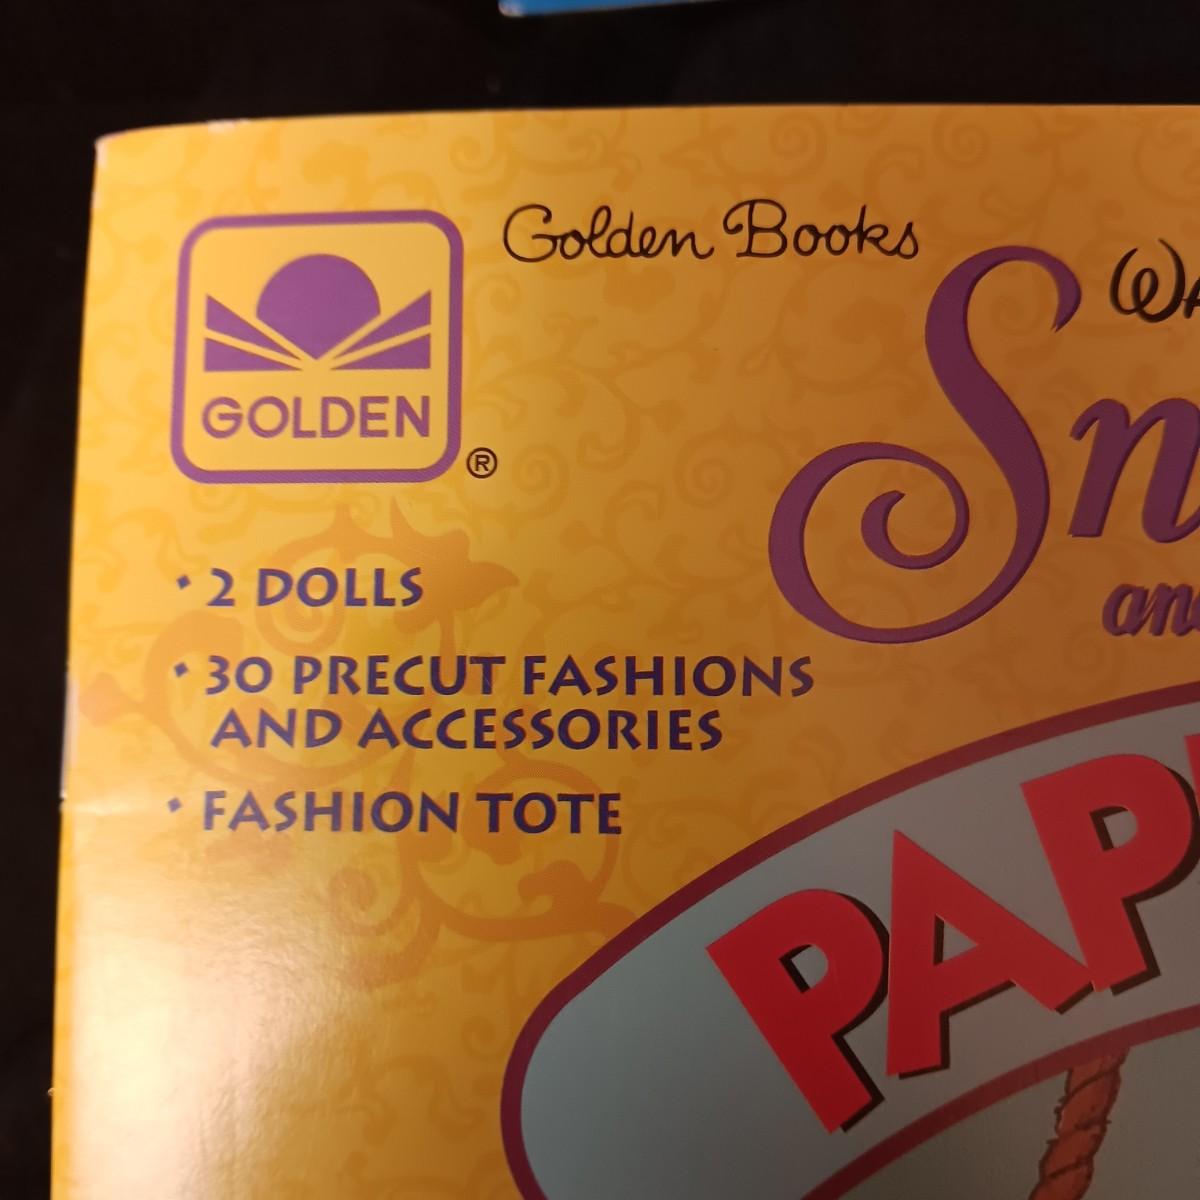 Golden Books
GOLDEN
®
• 2 DOLLS
• 30 PRECUT FASHIONS
AND ACCESSORIES
• FASHION TOTE